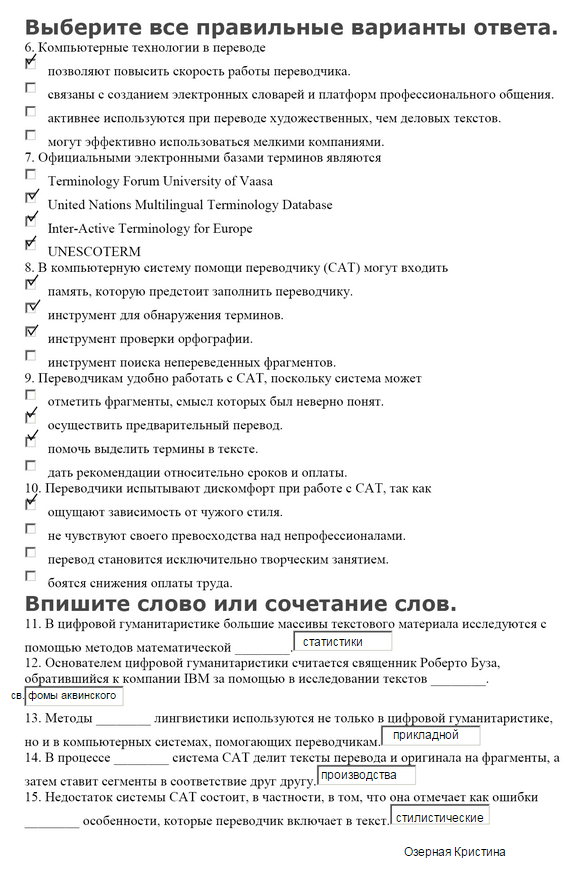 Выберите все правильные варианты ответа.
6. Компьютерные технологии в переводе
позволяют повысить скорость работы переводчика.
связаны с созданием электронных словарей и платформ профессионального общения.
активнее используются при переводе художественных, чем деловых текстов.
могут эффективно использоваться мелкими компаниями.
7. Официальными электронными базами терминов являются
Terminology Forum University of Vaasa
United Nations Multilingual Terminology Database
Inter-Active Terminology for Europe
UNESCOTERM
8. В компьютерную систему помощи переводчику (CAT) могут входить
память, которую предстоит заполнить переводчику.
инструмент для обнаружения терминов.
инструмент проверки орфографии.
инструмент поиска непереведенных фрагментов.
9. Переводчикам удобно работать с CAT, поскольку система может
отметить фрагменты, смысл которых был неверно понят.
осуществить предварительный перевод.
помочь выделить термины в тексте.
дать рекомендации относительно сроков и оплаты.
10. Переводчики испытывают дискомфорт при работе с CAT, так как
ощущают зависимость от чужого стиля.
не чувствуют своего превосходства над непрофессионалами.
перевод становится исключительно творческим занятием.
боятся снижения оплаты труда.
Впишите слово или сочетание слов.
11. В цифровой гуманитаристике большие массивы текстового материала исследуются с
помощью методов математической ________. статистики
12. Основателем цифровой гуманитаристики считается священник Роберто Буза,
обратившийся к компании IBM за помощью в исследовании текстов ________.
св. фомы аквинского
13. Методы ________ лингвистики используются не только в цифровой гуманитаристике,
но и в компьютерных системах, помогающих переводчикам. прикладной
14. В процессе ________ система CAT делит тексты перевода и оригинала на фрагменты, а
затем ставит сегменты в соответствие друг другу. производства
15. Недостаток системы CAT состоит, в частности, в том, что она отмечает как ошибки
________ особенности, которые переводчик включает в текст. стилистические
Озерная Кристина